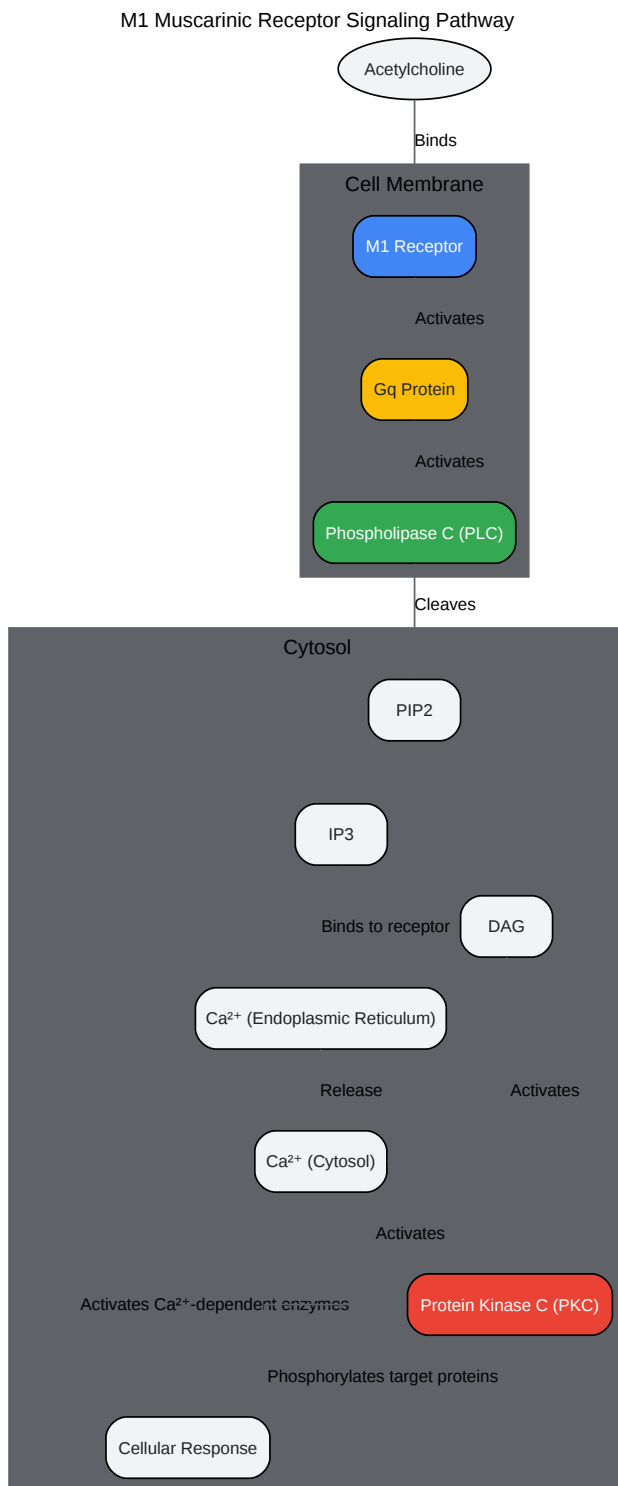 M1 Muscarinic Receptor Signaling Pathway
Acetylcholine
Binds
Cell Membrane
M1 Receptor
Activates
Gq Protein
Activates
Phospholipase C (PLC)
Cleaves
Cytosol
PIP2
IP3
Binds to receptor
DAG
Ca²⁺ (Endoplasmic Reticulum)
Release
Activates
Ca²⁺ (Cytosol)
Activates
Activates Ca²⁺-dependent enzymes
Protein Kinase C (PKC)
Phosphorylates target proteins
Cellular Response